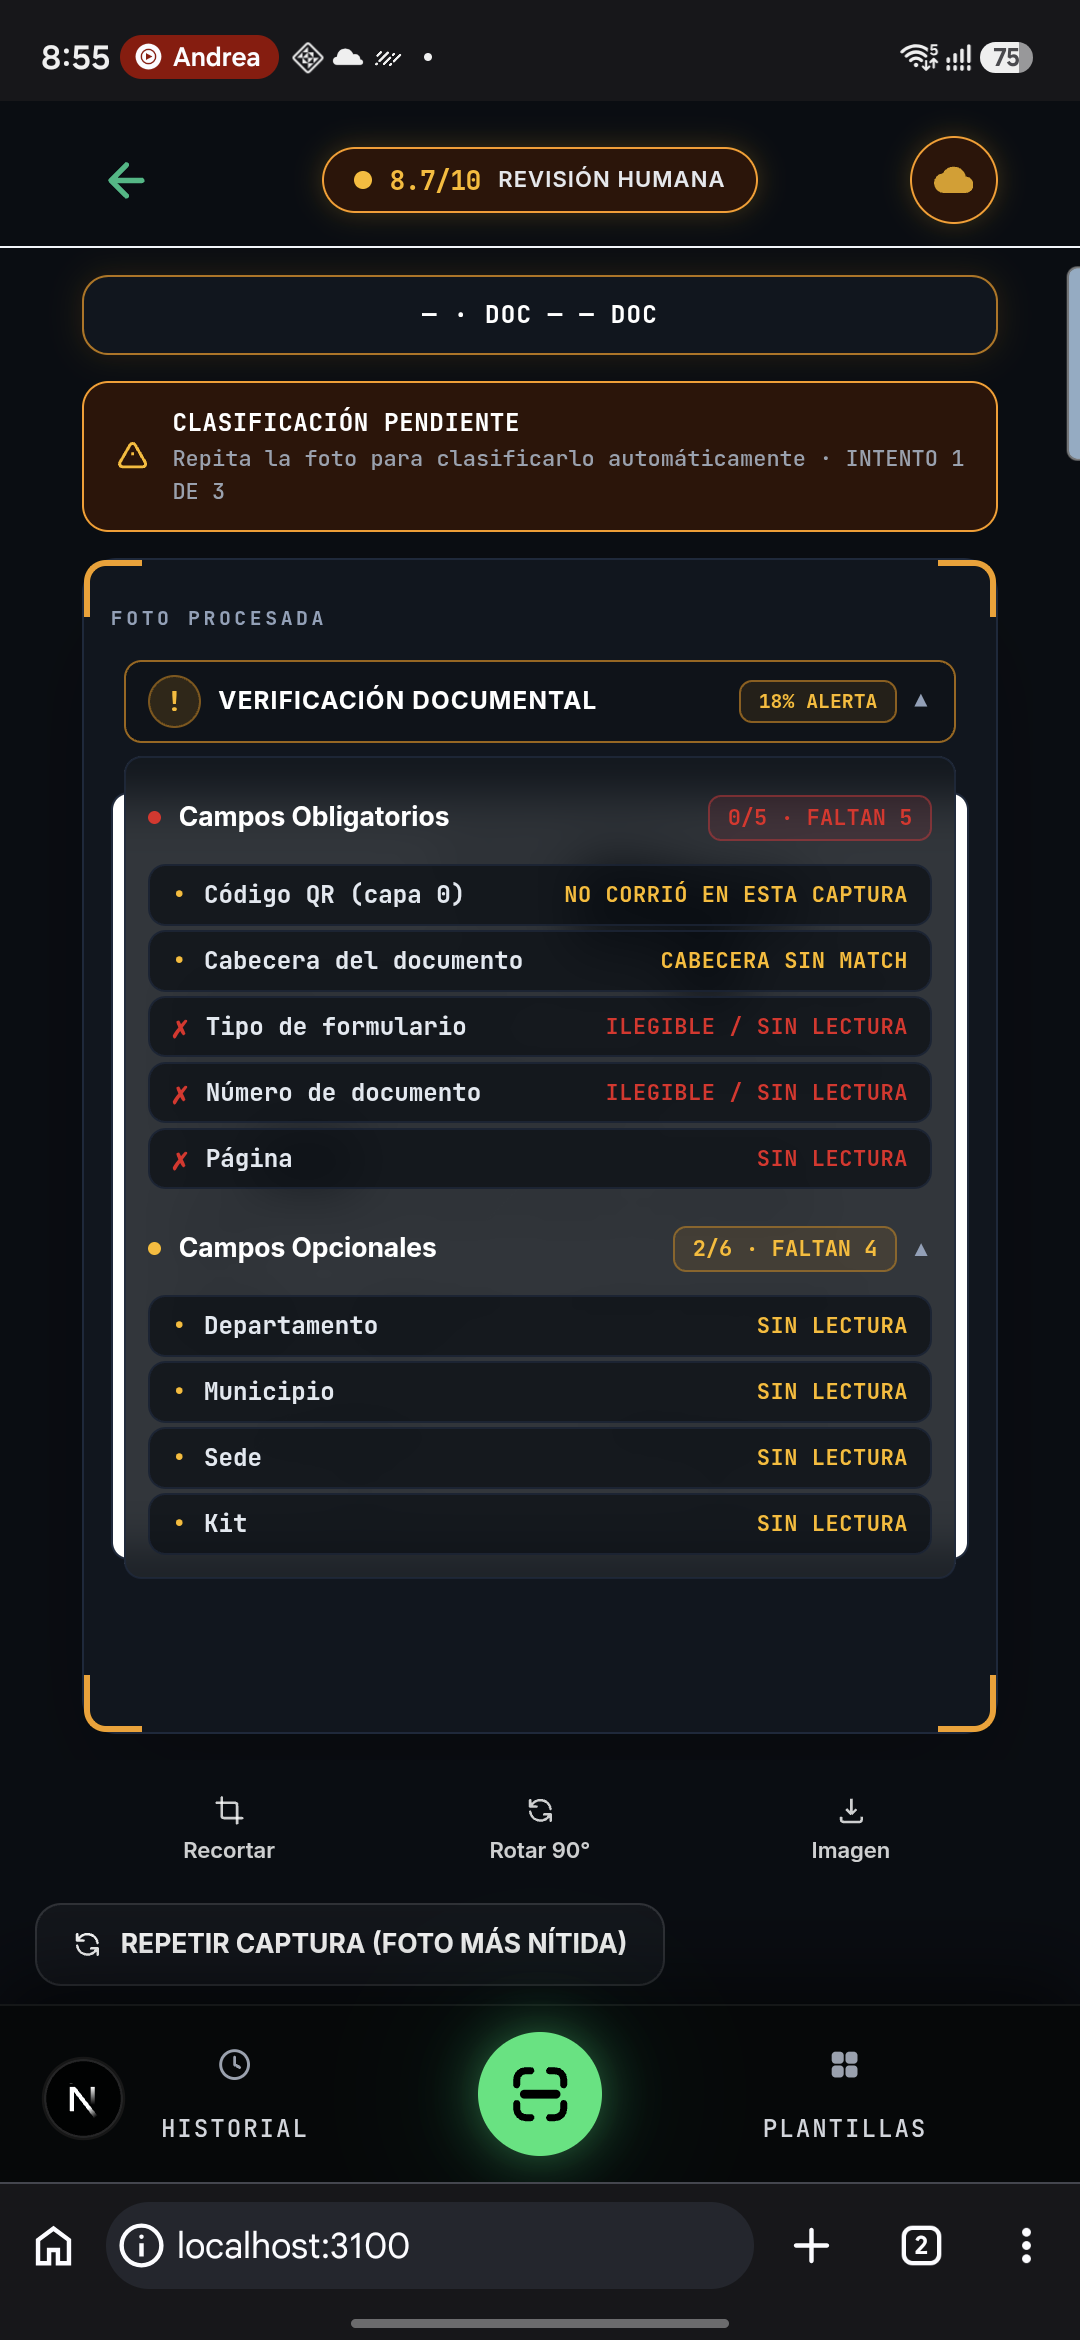 8:55 Andrea 5 75
8.7/10 REVISIÓN HUMANA
— · DOC — — DOC
CLASIFICACIÓN PENDIENTE
Repita la foto para clasificarlo automáticamente · INTENTO 1
DE 3
FOTO PROCESADA
! VERIFICACIÓN DOCUMENTAL 18% ALERTA ▲
Campos Obligatorios 0/5 · FALTAN 5
• Código QR (capa 0) NO CORRIÓ EN ESTA CAPTURA
• Cabecera del documento CABECERA SIN MATCH
✗ Tipo de formulario ILEGIBLE / SIN LECTURA
✗ Número de documento ILEGIBLE / SIN LECTURA
✗ Página SIN LECTURA
Campos Opcionales 2/6 · FALTAN 4 ▲
• Departamento SIN LECTURA
• Municipio SIN LECTURA
• Sede SIN LECTURA
• Kit SIN LECTURA
Recortar Rotar 90° Imagen
REPETIR CAPTURA (FOTO MÁS NÍTIDA)
N HISTORIAL PLANTILLAS
localhost:3100 2